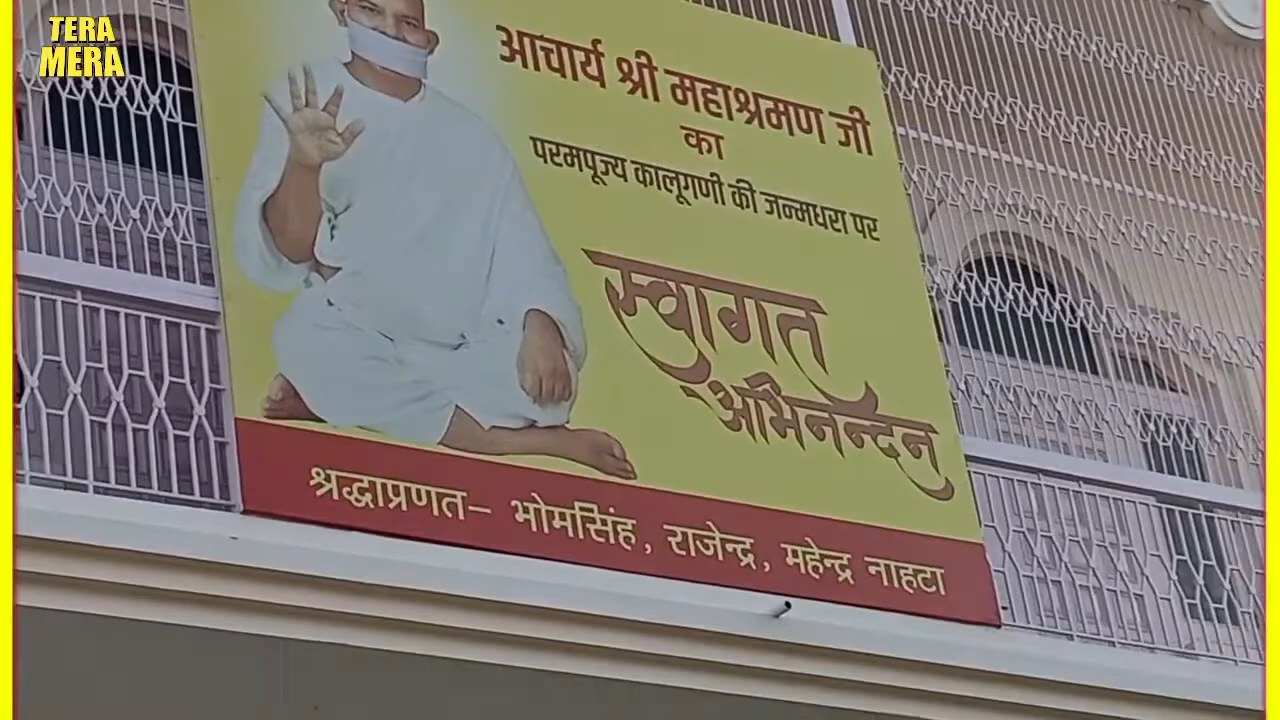 TERA
MERA
आचार्य श्री महाश्रमण जी
का
परमपूज्य कालूगणी की जन्मधरा पर
स्वागत
अभिनन्दन
श्रद्धाप्रणत– भोमसिंह, राजेन्द्र, महेन्द्र नाहटा